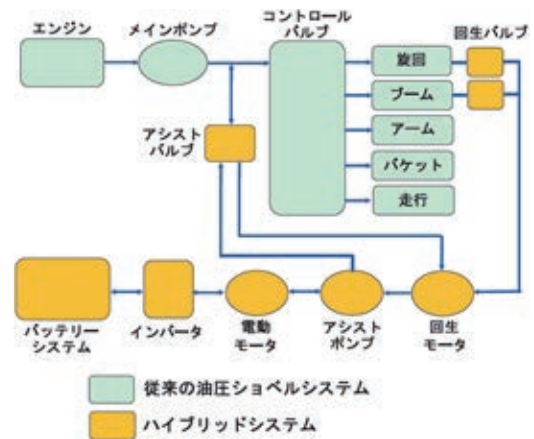 エンジン
メインポンプ
コントロール
バルブ
回生バルブ
旋回
ブーム
アーム
バケット
走行
アシスト
バルブ
バッテリー
システム
インバータ
電動
モータ
アシスト
ポンプ
回生
モータ
従来の油圧ショベルシステム
ハイブリッドシステム